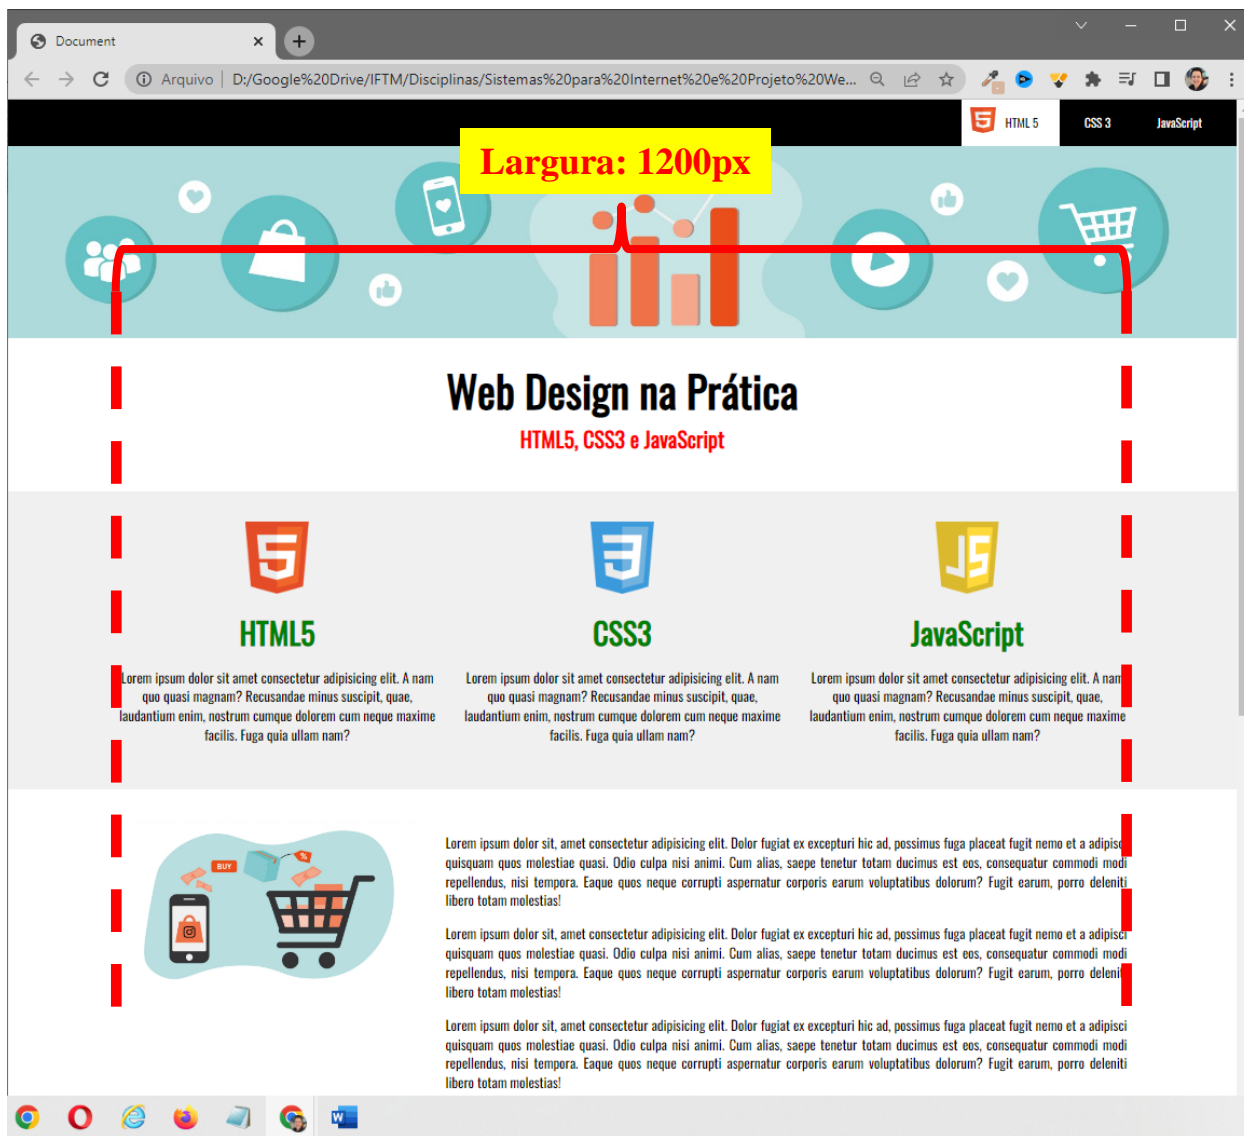 Document
Arquivo | D:/Google%20Drive/IFTM/Disciplinas/Sistemas%20para%20Internet%20e%20Projeto%20We...
HTML 5 CSS 3 JavaScript
Largura: 1200px
Web Design na Prática
HTML5, CSS3 e JavaScript
HTML5
Lorem ipsum dolor sit amet consectetur adipisicing elit. A nam
quo quasi magnam? Recusandae minus suscipit, quae,
laudantium enim, nostrum cumque dolorem cum neque maxime
facilis. Fuga quia ullam nam?
CSS3
Lorem ipsum dolor sit amet consectetur adipisicing elit. A nam
quo quasi magnam? Recusandae minus suscipit, quae,
laudantium enim, nostrum cumque dolorem cum neque maxime
facilis. Fuga quia ullam nam?
JS
JavaScript
Lorem ipsum dolor sit amet consectetur adipisicing elit. A nam
quo quasi magnam? Recusandae minus suscipit, quae,
laudantium enim, nostrum cumque dolorem cum neque maxime
facilis. Fuga quia ullam nam?
BUY
%
Lorem ipsum dolor sit, amet consectetur adipisicing elit. Dolor fugiat ex excepturi hic ad, possimus fuga placeat fugit nemo et a adipisci
quisquam quos molestiae quasi. Odio culpa nisi animi. Cum alias, saepe tenetur totam ducimus est eos, consequatur commodi modi
repellendus, nisi tempora. Eaque quos neque corrupti aspernatur corporis earum voluptatibus dolorum? Fugit earum, porro deleniti
libero totam molestias!
Lorem ipsum dolor sit, amet consectetur adipisicing elit. Dolor fugiat ex excepturi hic ad, possimus fuga placeat fugit nemo et a adipisci
quisquam quos molestiae quasi. Odio culpa nisi animi. Cum alias, saepe tenetur totam ducimus est eos, consequatur commodi modi
repellendus, nisi tempora. Eaque quos neque corrupti aspernatur corporis earum voluptatibus dolorum? Fugit earum, porro deleniti
libero totam molestias!
Lorem ipsum dolor sit, amet consectetur adipisicing elit. Dolor fugiat ex excepturi hic ad, possimus fuga placeat fugit nemo et a adipisci
quisquam quos molestiae quasi. Odio culpa nisi animi. Cum alias, saepe tenetur totam ducimus est eos, consequatur commodi modi
repellendus, nisi tempora. Eaque quos neque corrupti aspernatur corporis earum voluptatibus dolorum? Fugit earum, porro deleniti
libero totam molestias!